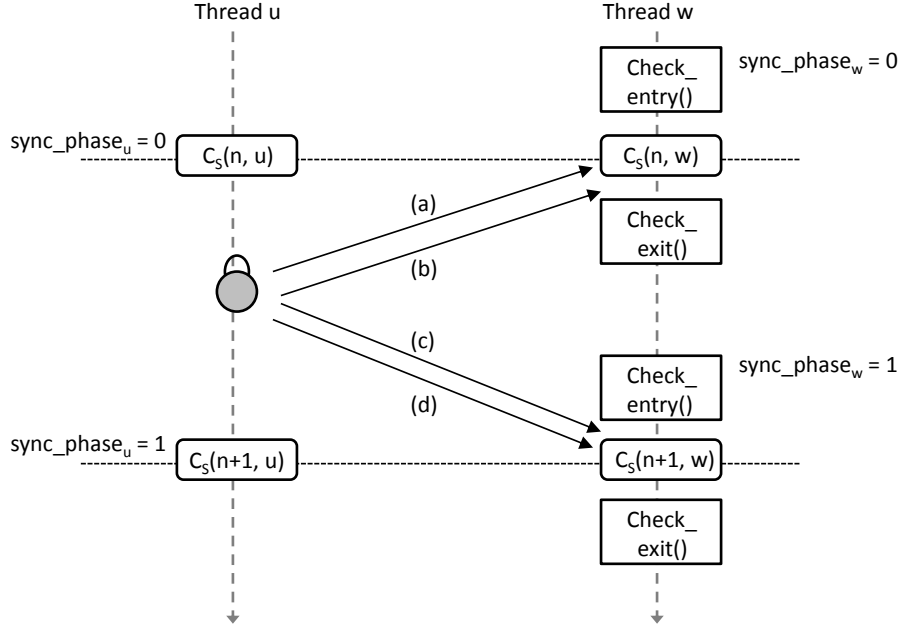 Thread u
Thread w
Check_
entry()
sync_phase_w = 0
sync_phase_u = 0
C_S(n, u)
C_S(n, w)
(a)
Check_
exit()
(b)
(c)
Check_
entry()
sync_phase_w = 1
(d)
sync_phase_u = 1
C_S(n+1, u)
C_S(n+1, w)
Check_
exit()